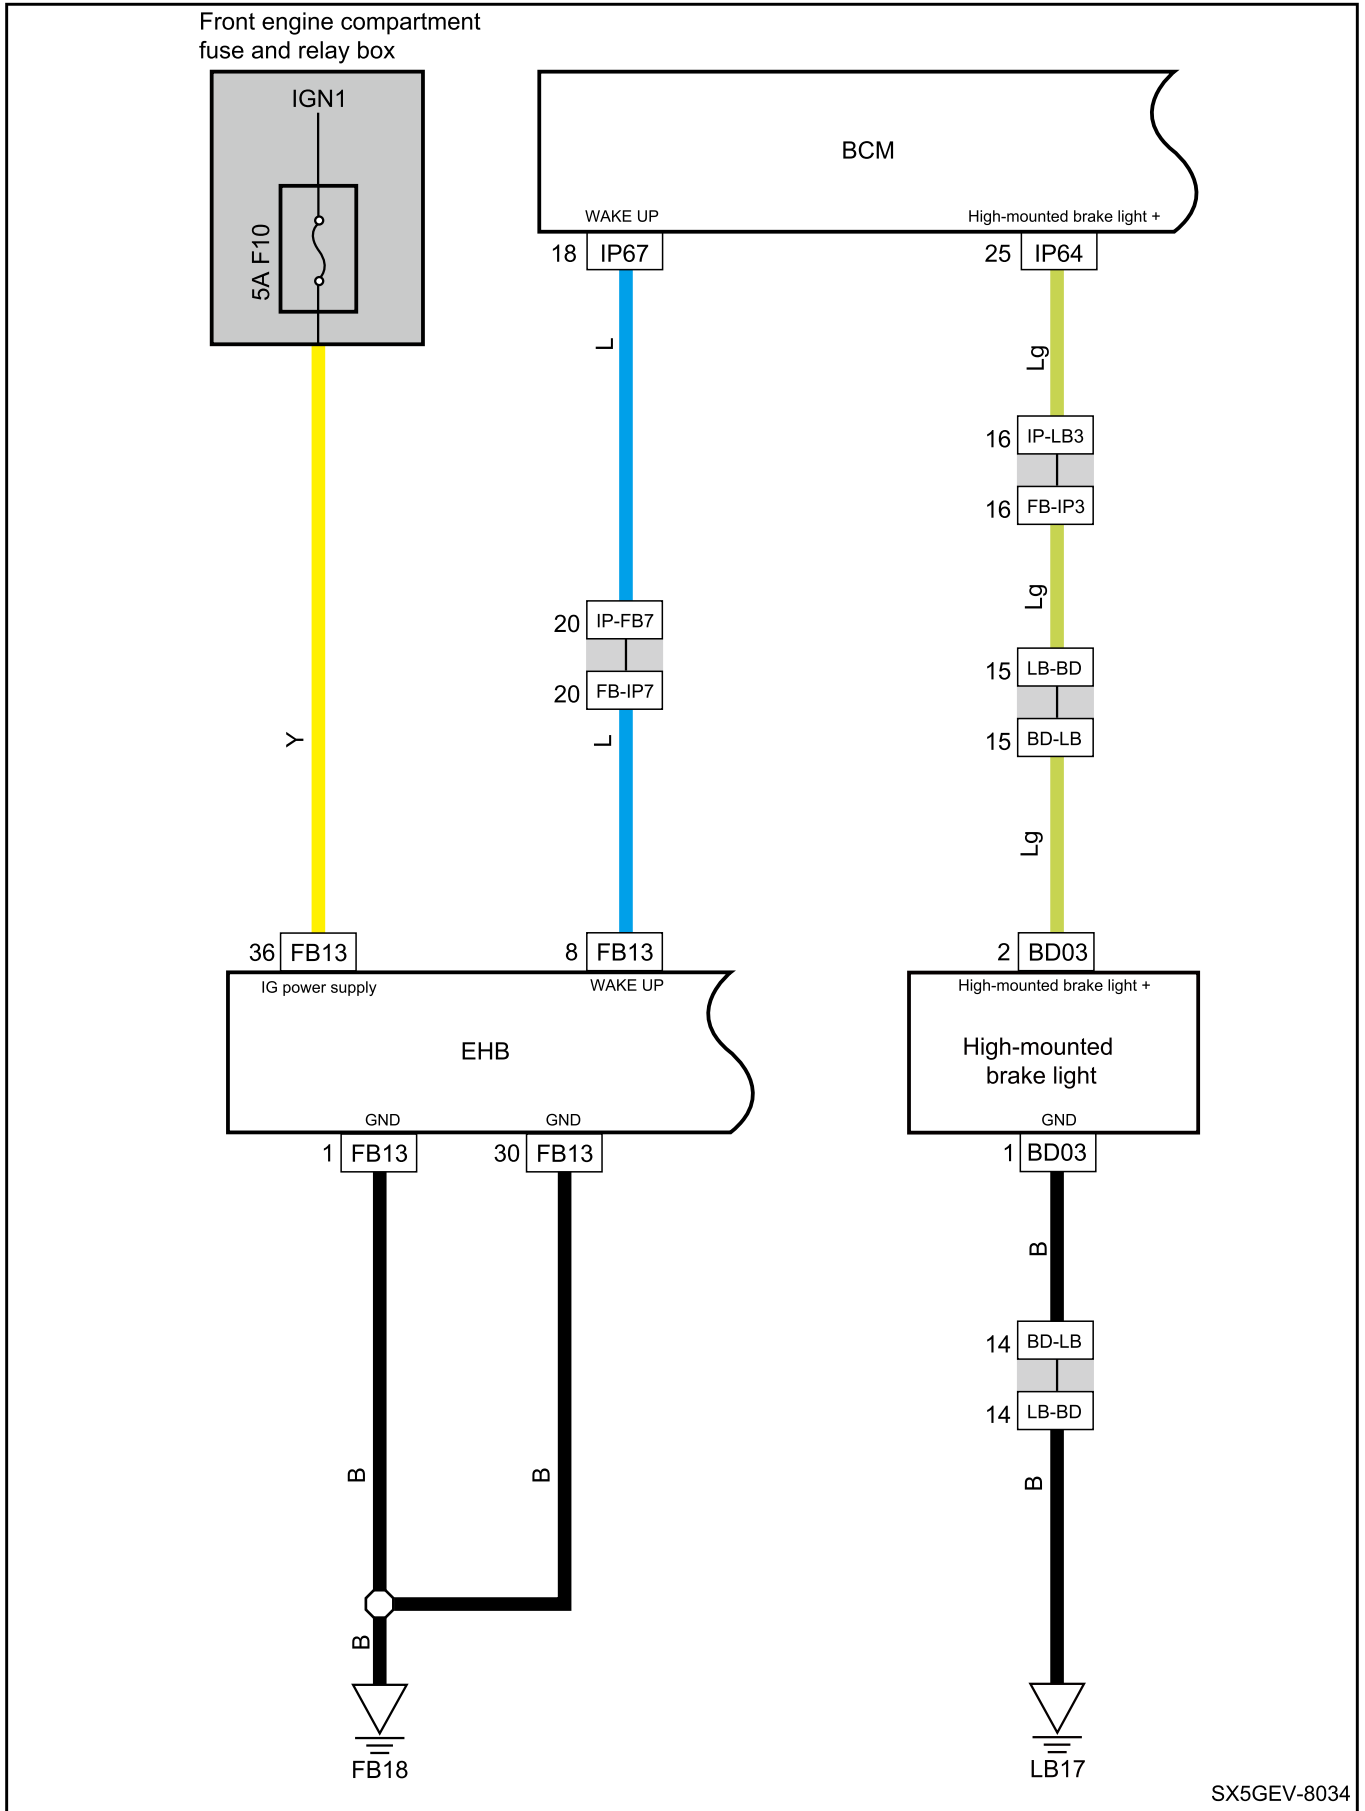 Front engine compartment
fuse and relay box
IGN1
5A F10
BCM
WAKE UP
High-mounted brake light +
18 IP67
25 IP64
L
Lg
16 IP-LB3
16 FB-IP3
Lg
20 IP-FB7
20 FB-IP7
15 LB-BD
15 BD-LB
Y
L
Lg
36 FB13
8 FB13
2 BD03
IG power supply
WAKE UP
High-mounted brake light +
EHB
High-mounted
brake light
GND
GND
GND
1 FB13
30 FB13
1 BD03
B
14 BD-LB
14 LB-BD
B
B
B
B
FB18
LB17
SX5GEV-8034